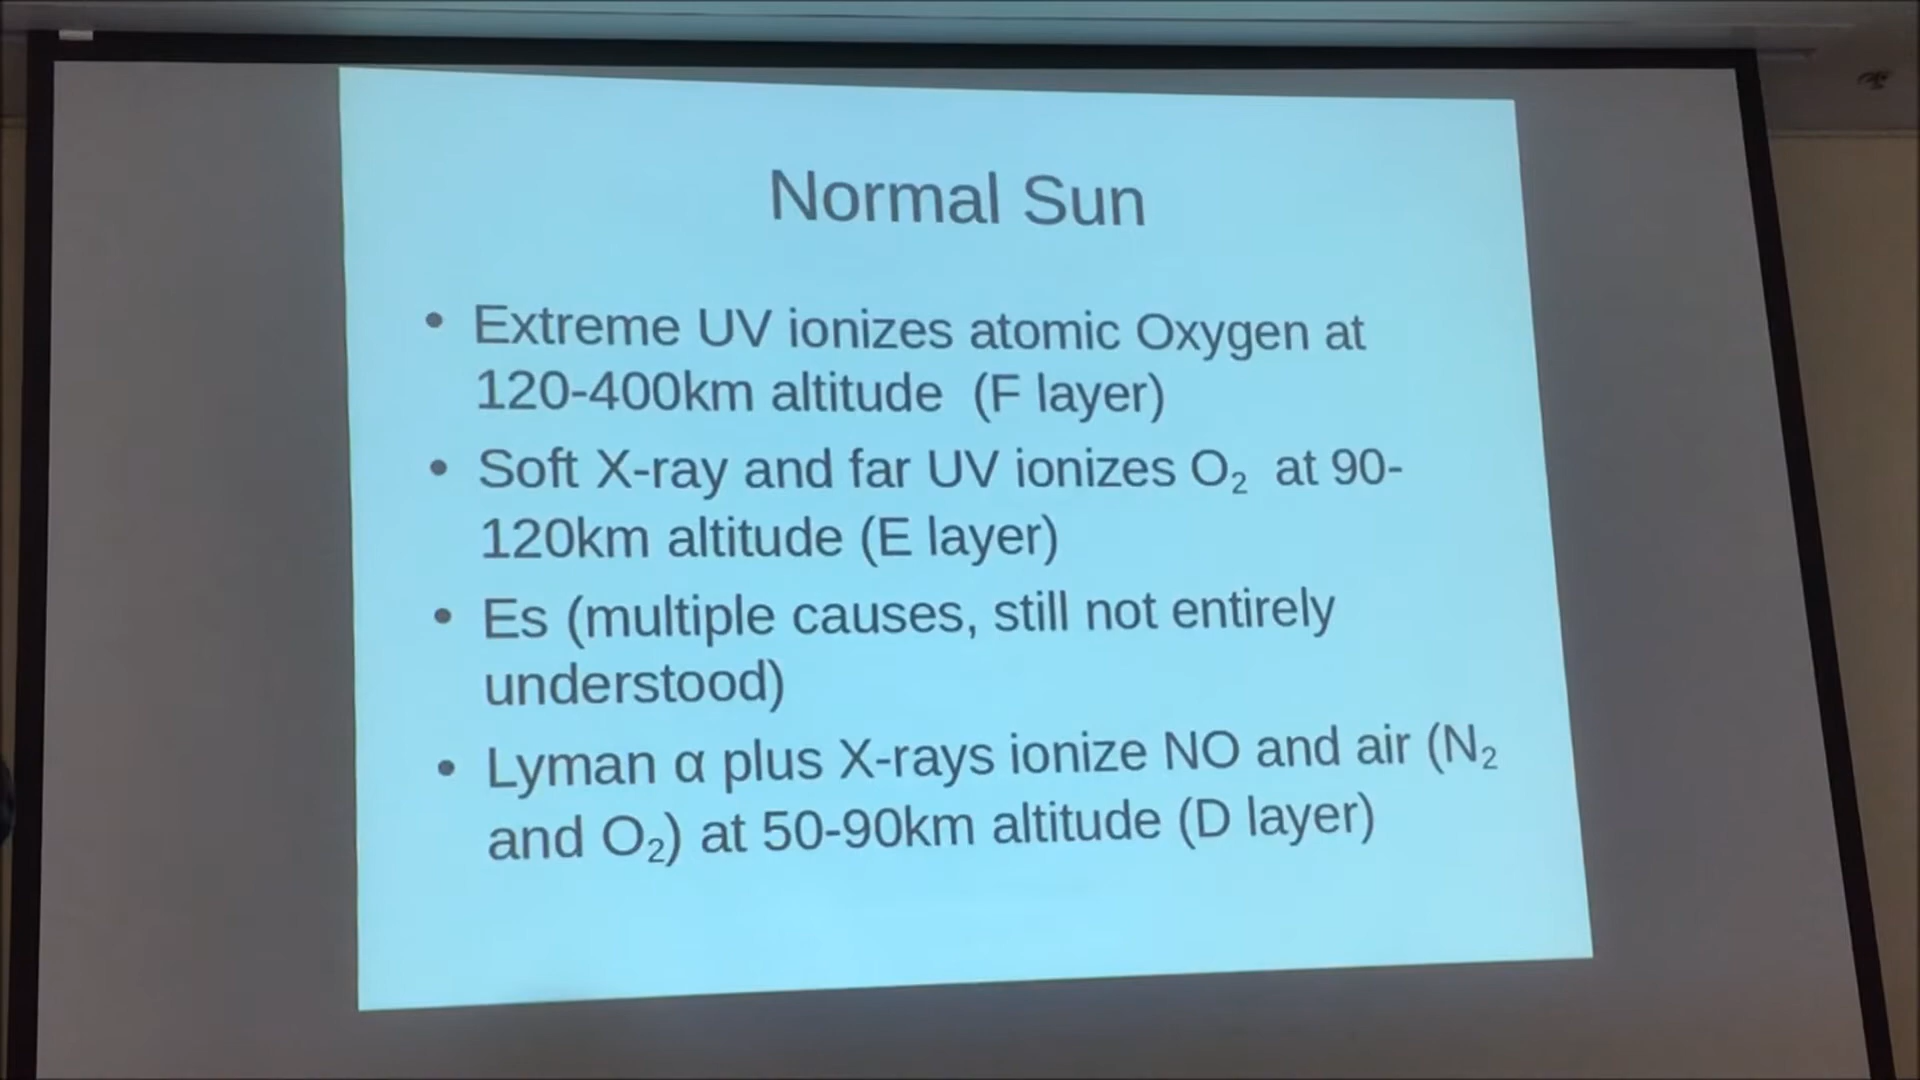 Normal Sun
• Extreme UV ionizes atomic Oxygen at
120-400km altitude (F layer)
• Soft X-ray and far UV ionizes O₂ at 90-
120km altitude (E layer)
• Es (multiple causes, still not entirely
understood)
• Lyman α plus X-rays ionize NO and air (N₂
and O₂) at 50-90km altitude (D layer)